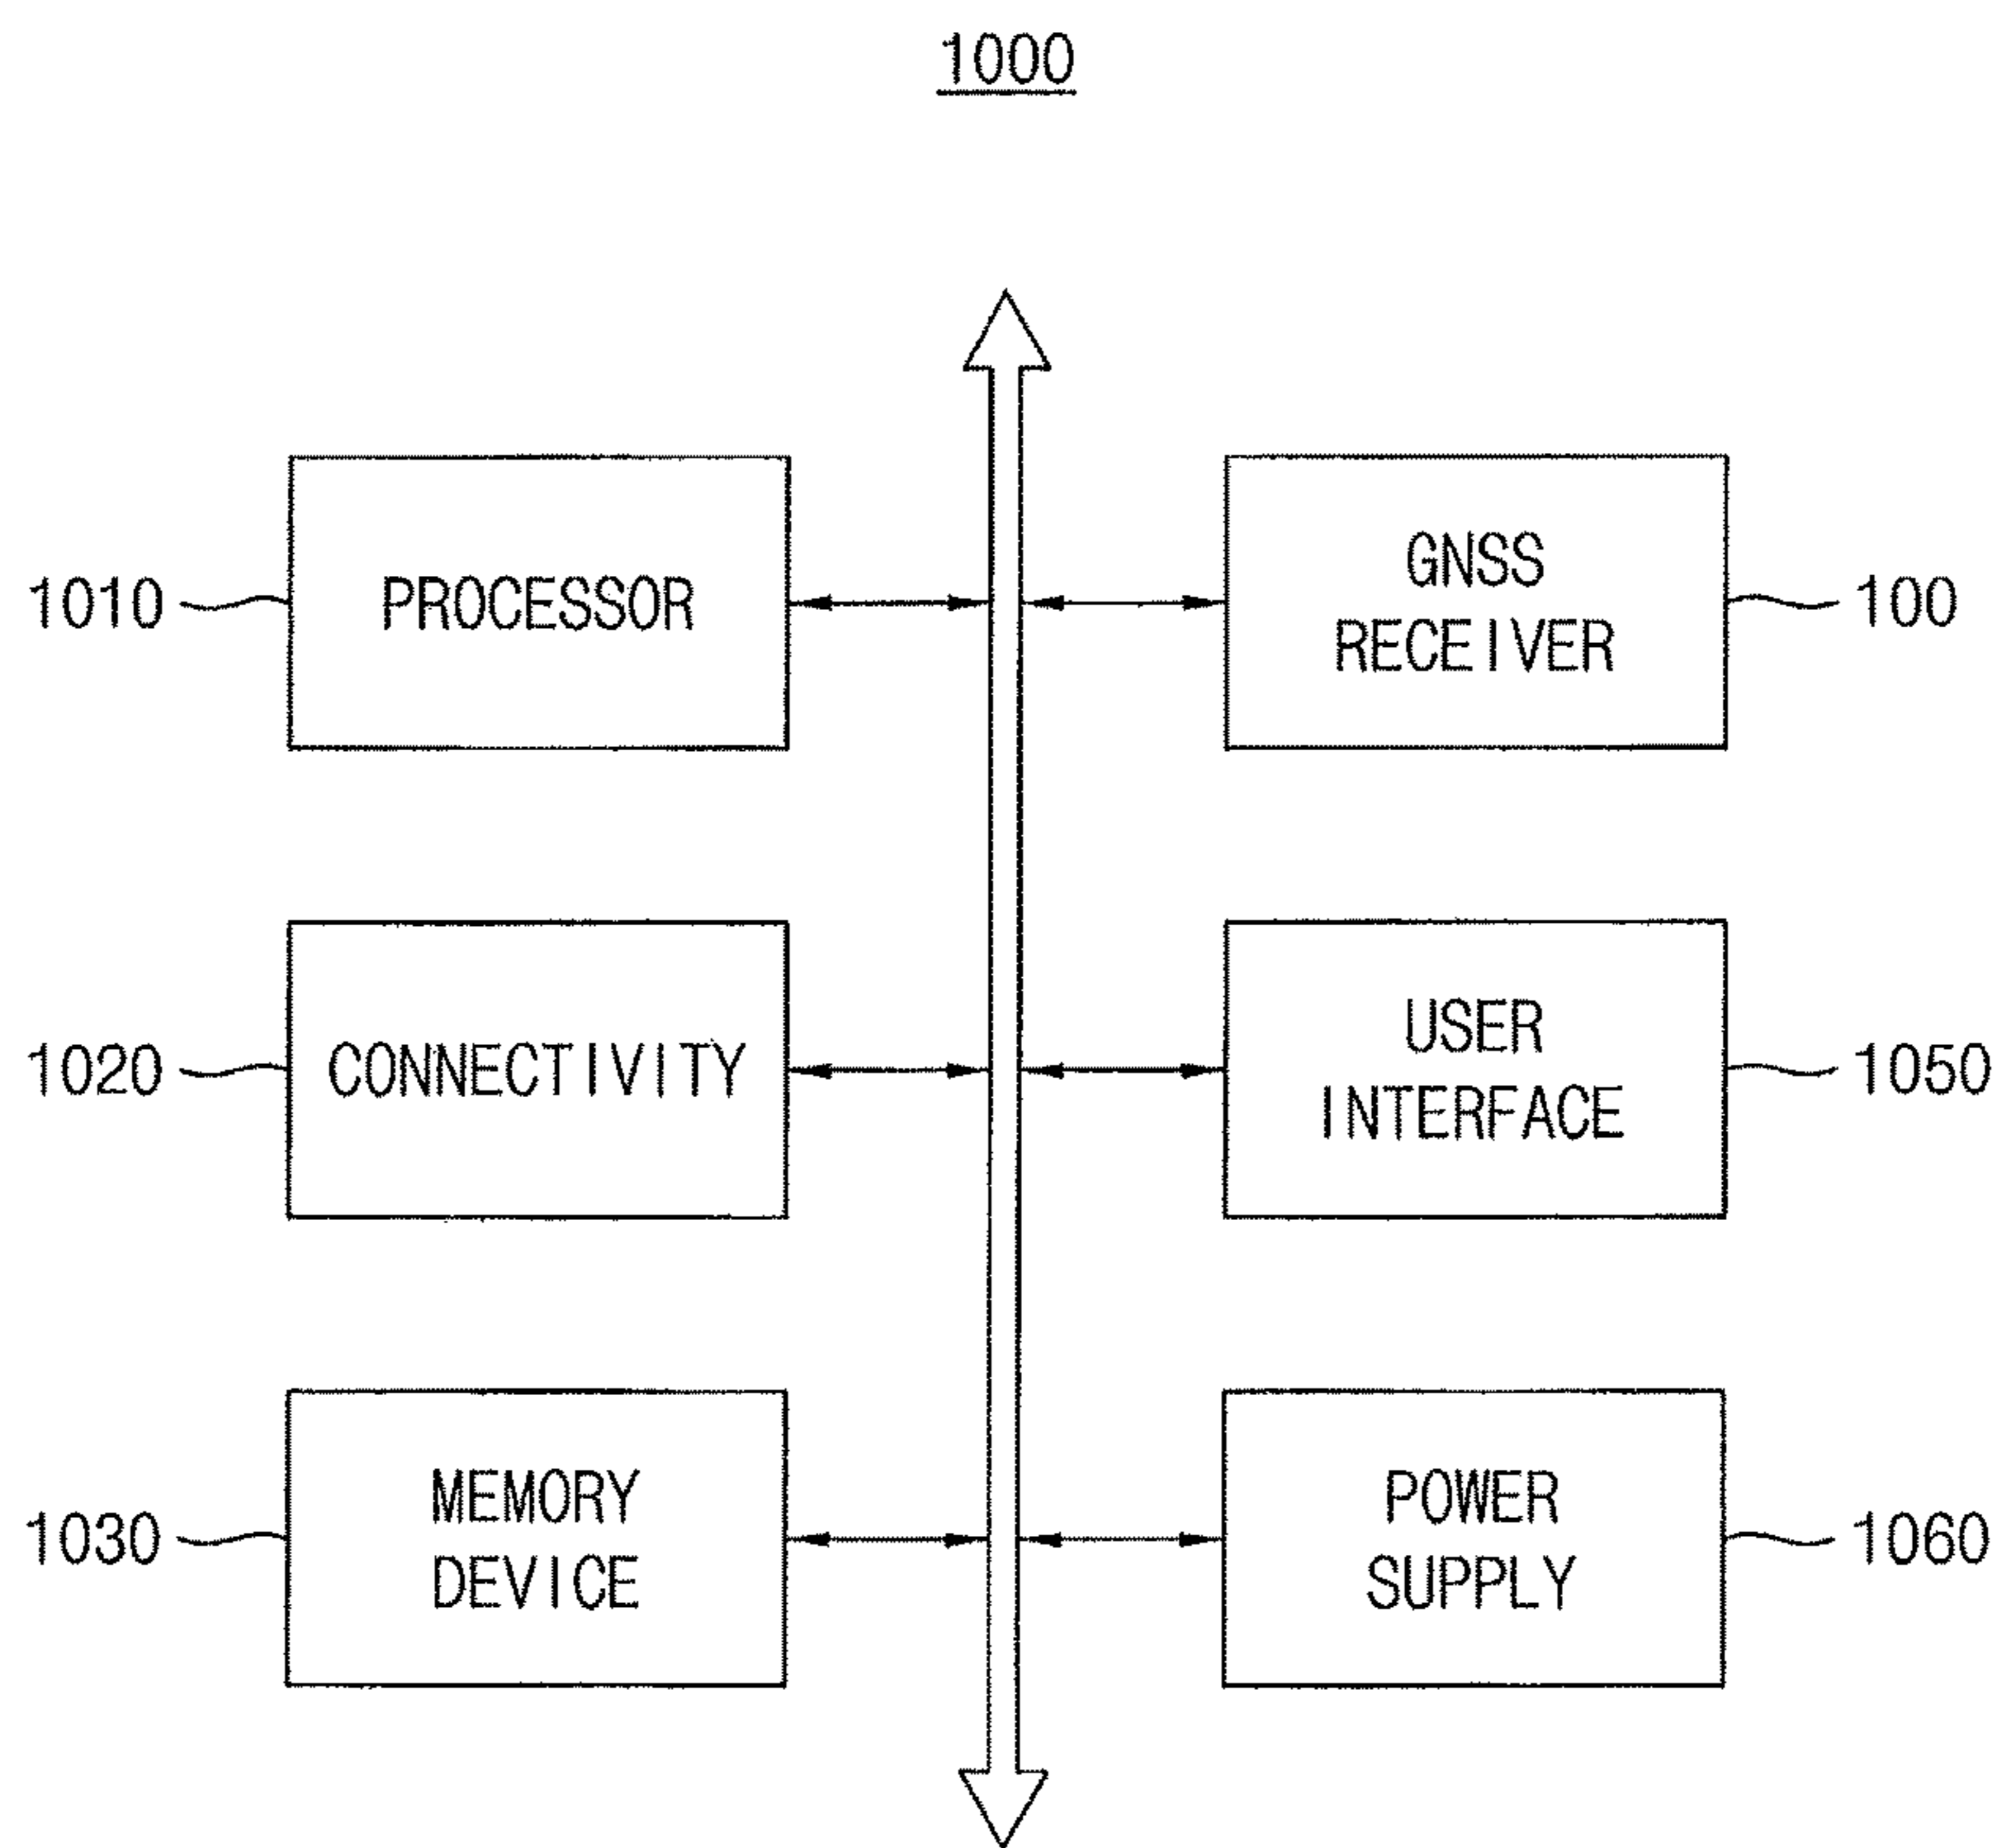 1000
1010
PROCESSOR
GNSS
RECEIVER
100
1020
CONNECTIVITY
USER
INTERFACE
1050
1030
MEMORY
DEVICE
POWER
SUPPLY
1060